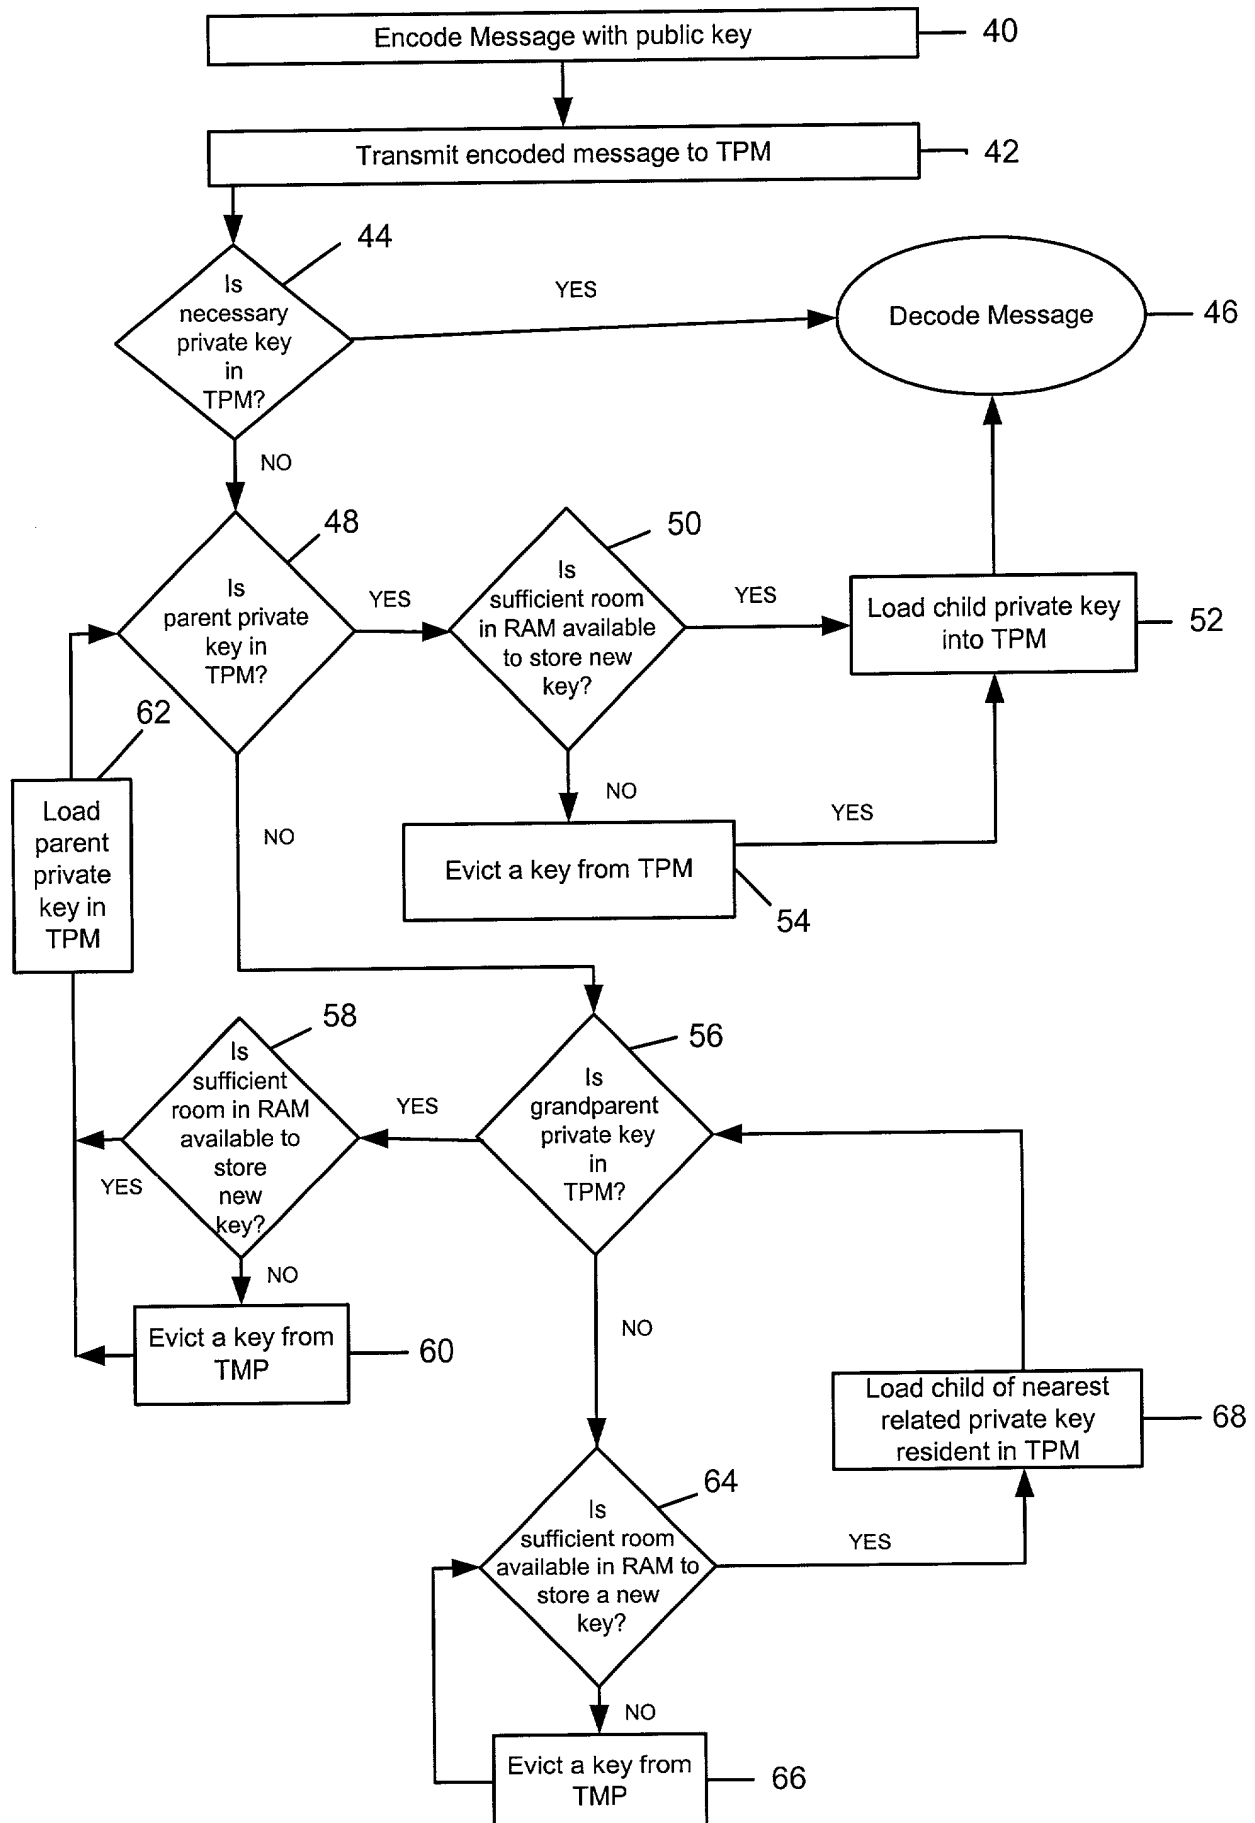 Encode Message with public key
40
Transmit encoded message to TPM
42
44
Is
necessary
private key
in
TPM?
YES
Decode Message
46
NO
48
Is
parent private
key in
TPM?
YES
50
Is
sufficient room
in RAM available
to store new
key?
YES
Load child private key
into TPM
52
62
Load
parent
private
key in
TPM
NO
NO
Evict a key from TPM
YES
54
58
Is
sufficient
room in RAM
available to
store
new
key?
YES
56
Is
grandparent
private key
in
TPM?
YES
NO
Evict a key from
TMP
60
NO
Load child of nearest
related private key
resident in TPM
68
64
Is
sufficient room
available in RAM to
store a new
key?
YES
NO
Evict a key from
TMP
66